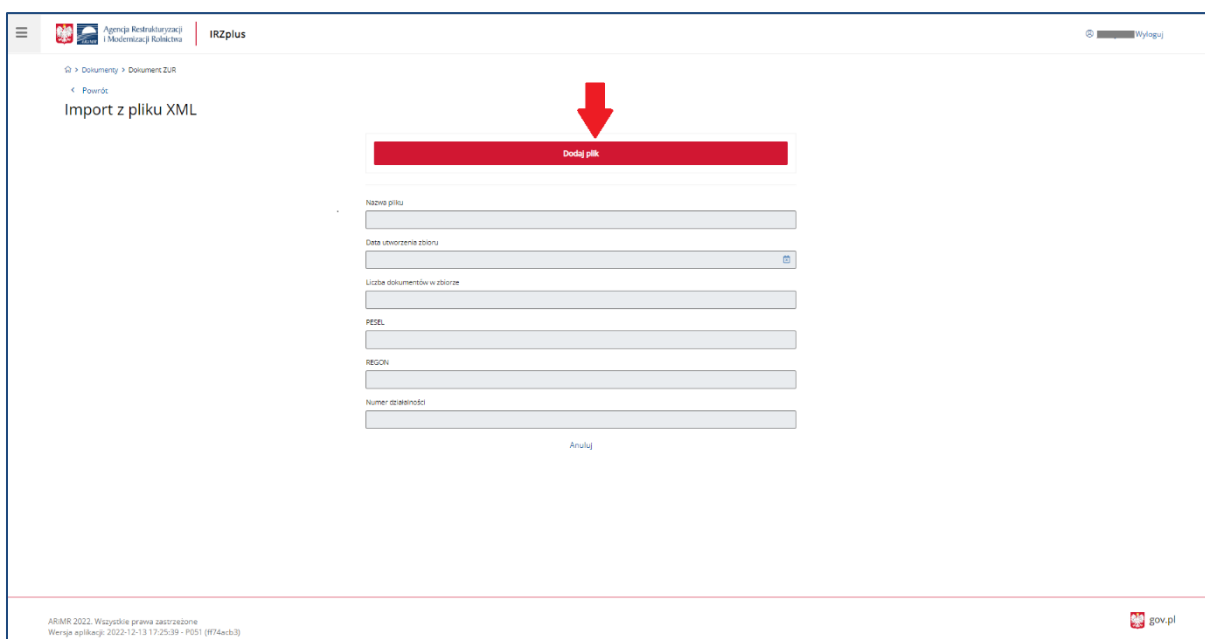 Agencja Restrukturyzacji
i Modernizacji Rolnictwa
IRZplus
Wyloguj
> Dokumenty > Dokument ZUR
< Powrót
Import z pliku XML
Dodaj plik
Nazwa pliku
Data utworzenia zbioru
Liczba dokumentów w zbiorze
PESEL
REGON
Numer działalności
Anuluj
ARiMR 2022. Wszystkie prawa zastrzeżone
Wersja aplikacji: 2022-12-13 17:25:39 - P051 (ff74acb3)
gov.pl